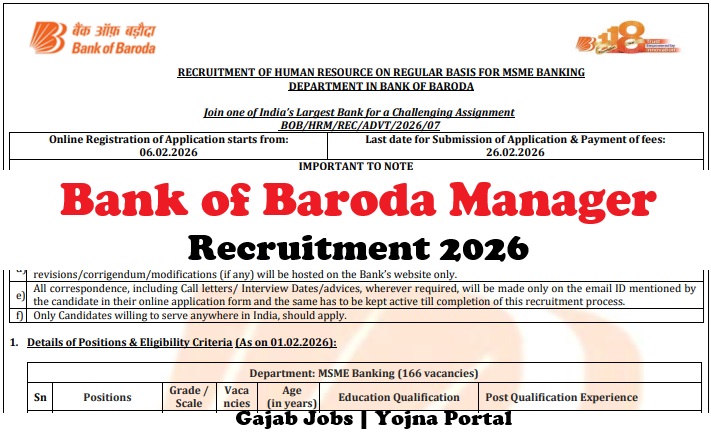 बैंक ऑफ़ बड़ौदा
Bank of Baroda
118
RECRUITMENT OF HUMAN RESOURCE ON REGULAR BASIS FOR MSME BANKING
DEPARTMENT IN BANK OF BARODA
Join one of India's Largest Bank for a Challenging Assignment
BOB/HRM/REC/ADVT/2026/07
Online Registration of Application starts from:
06.02.2026
Last date for Submission of Application & Payment of fees:
26.02.2026
IMPORTANT TO NOTE
Bank of Baroda Manager
Recruitment 2026
revisions/corrigendum/modifications (if any) will be hosted on the Bank's website only.
e) All correspondence, including Call letters/ Interview Dates/advices, wherever required, will be made only on the email ID mentioned by
the candidate in their online application form and the same has to be kept active till completion of this recruitment process.
f) Only Candidates willing to serve anywhere in India, should apply.
1. Details of Positions & Eligibility Criteria (As on 01.02.2026):
Department: MSME Banking (166 vacancies)
Sn Positions Grade / Scale Vaca ncies Age (in years) Education Qualification Post Qualification Experience
Gajab Jobs | Yojna Portal